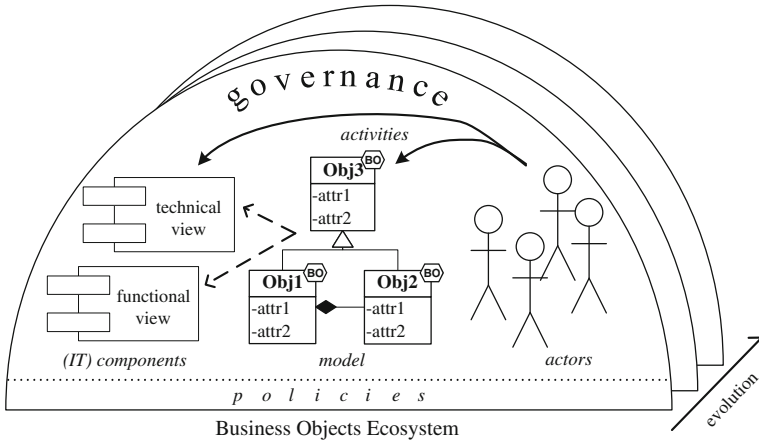 governance
activities
BO
Obj3
-attr1
-attr2
technical
view
functional
view
BO
Obj1
-attr1
-attr2
BO
Obj2
-attr1
-attr2
(IT) components
model
actors
policies
evolution
Business Objects Ecosystem